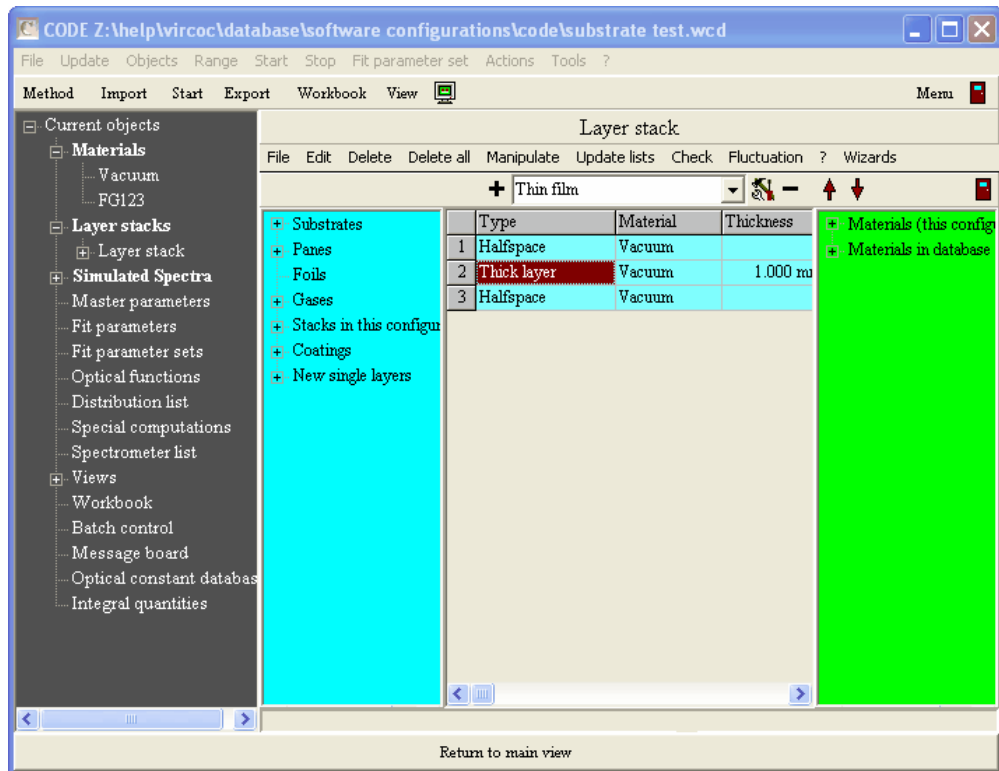 CODE Z:\help\vircoc\database\software configurations\code\substrate test.wcd
File Update Objects Range Start Stop Fit parameter set Actions Tools ?
Method Import Start Export Workbook View Menu
Current objects
Materials
Vacuum
FG123
Layer stacks
Layer stack
Simulated Spectra
Master parameters
Fit parameters
Fit parameter sets
Optical functions
Distribution list
Special computations
Spectrometer list
Views
Workbook
Batch control
Message board
Optical constant databas
Integral quantities
Layer stack
File Edit Delete Delete all Manipulate Update lists Check Fluctuation ? Wizards
Thin film
Substrates
Panes
Foils
Gases
Stacks in this configur
Coatings
New single layers
Type Material Thickness
1 Halfspace Vacuum
2 Thick layer Vacuum 1.000 mm
3 Halfspace Vacuum
Materials (this config
Materials in database
Return to main view